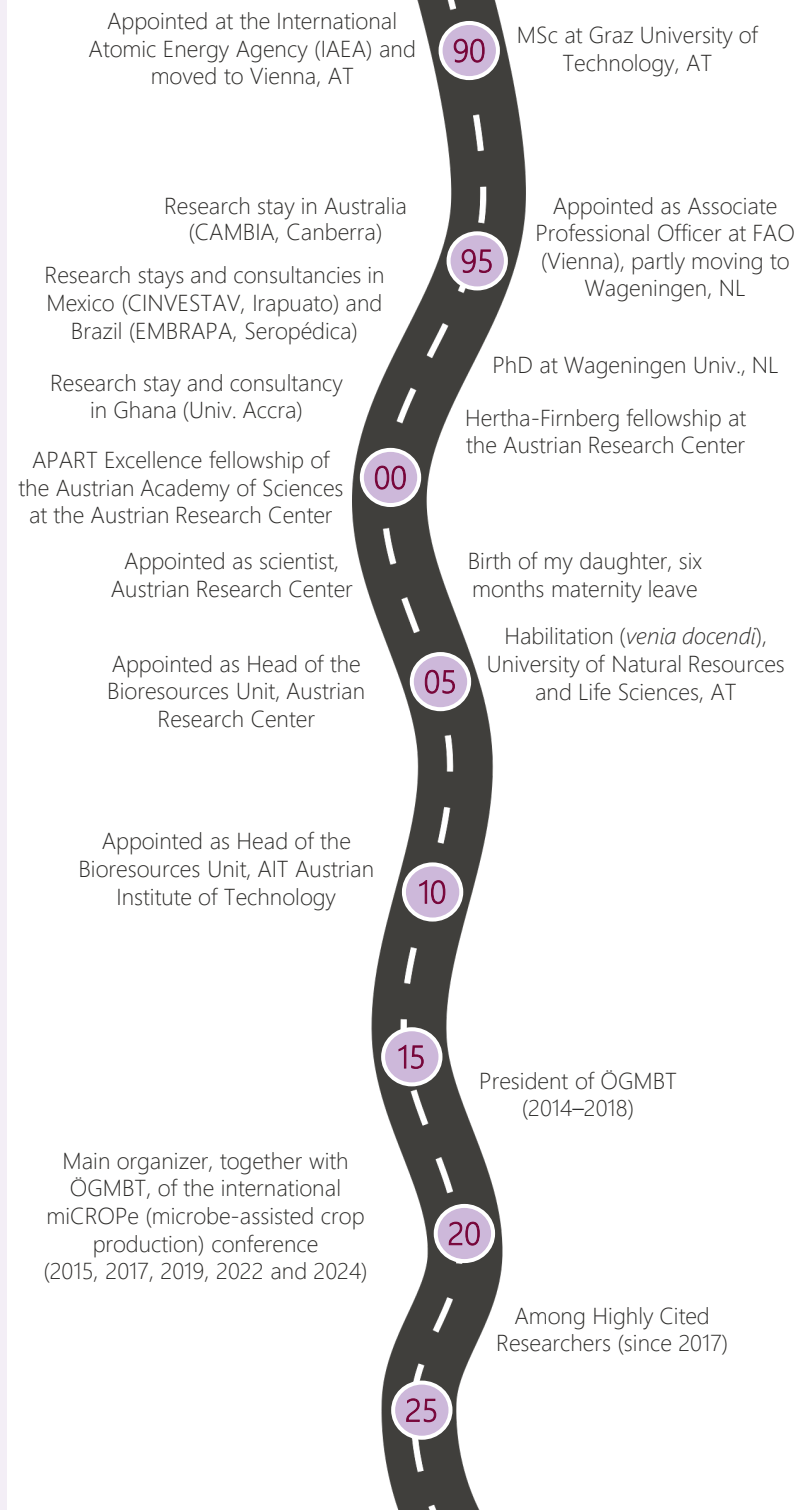 Appointed at the International
Atomic Energy Agency (IAEA) and
moved to Vienna, AT
90
MSc at Graz University of
Technology, AT
Research stay in Australia
(CAMBIA, Canberra)
95
Appointed as Associate
Professional Officer at FAO
(Vienna), partly moving to
Wageningen, NL
Research stays and consultancies in
Mexico (CINVESTAV, Irapuato) and
Brazil (EMBRAPA, Seropédica)
PhD at Wageningen Univ., NL
Research stay and consultancy
in Ghana (Univ. Accra)
Hertha-Firnberg fellowship at
the Austrian Research Center
APART Excellence fellowship of
the Austrian Academy of Sciences
at the Austrian Research Center
00
Appointed as scientist,
Austrian Research Center
Birth of my daughter, six
months maternity leave
Habilitation (venia docendi),
University of Natural Resources
and Life Sciences, AT
Appointed as Head of the
Bioresources Unit, Austrian
Research Center
05
Appointed as Head of the
Bioresources Unit, AIT Austrian
Institute of Technology
10
15
President of ÖGMBT
(2014–2018)
Main organizer, together with
ÖGMBT, of the international
miCROPe (microbe-assisted crop
production) conference
(2015, 2017, 2019, 2022 and 2024)
20
Among Highly Cited
Researchers (since 2017)
25